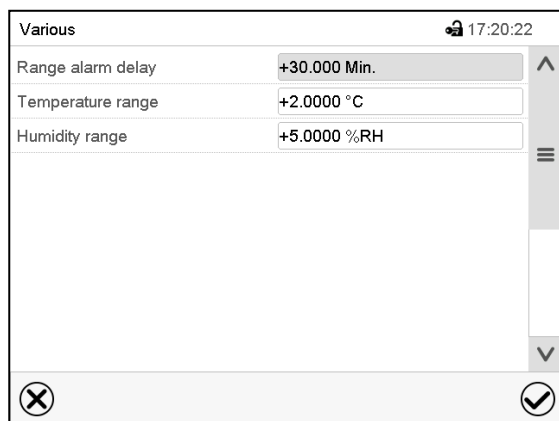 Various 17:20:22
Range alarm delay +30.000 Min.
Temperature range +2.0000 °C
Humidity range +5.0000 %RH